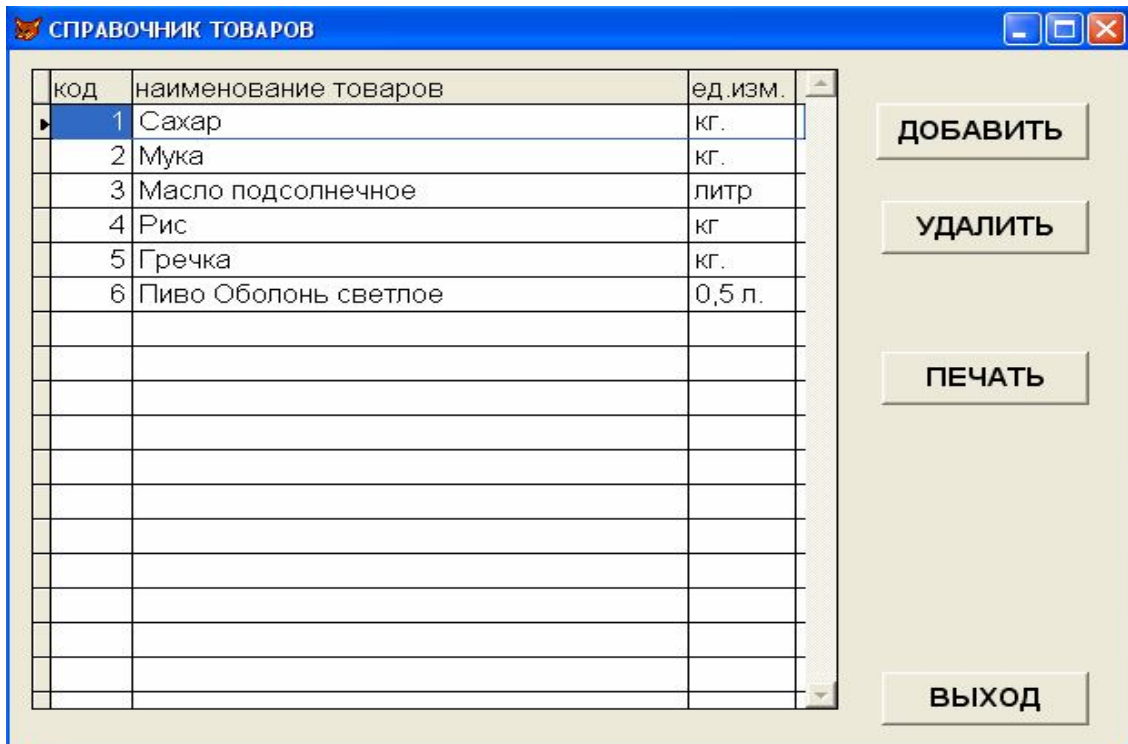 СПРАВОЧНИК ТОВАРОВ
код наименование товаров ед.изм.
1 Сахар кг.
2 Мука кг.
3 Масло подсолнечное литр
4 Рис кг
5 Гречка кг.
6 Пиво Оболонь светлое 0,5 л.
ДОБАВИТЬ
УДАЛИТЬ
ПЕЧАТЬ
ВЫХОД